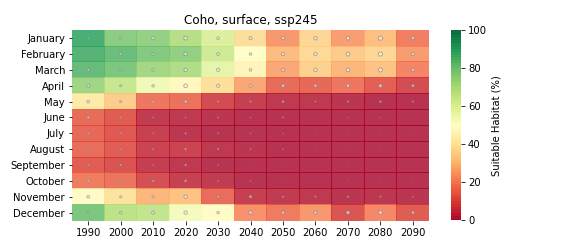 Coho, surface, ssp245
January
February
March
April
May
June
July
August
September
October
November
December
1990 2000 2010 2020 2030 2040 2050 2060 2070 2080 2090
100
80
60
40
20
0
Suitable Habitat (%)